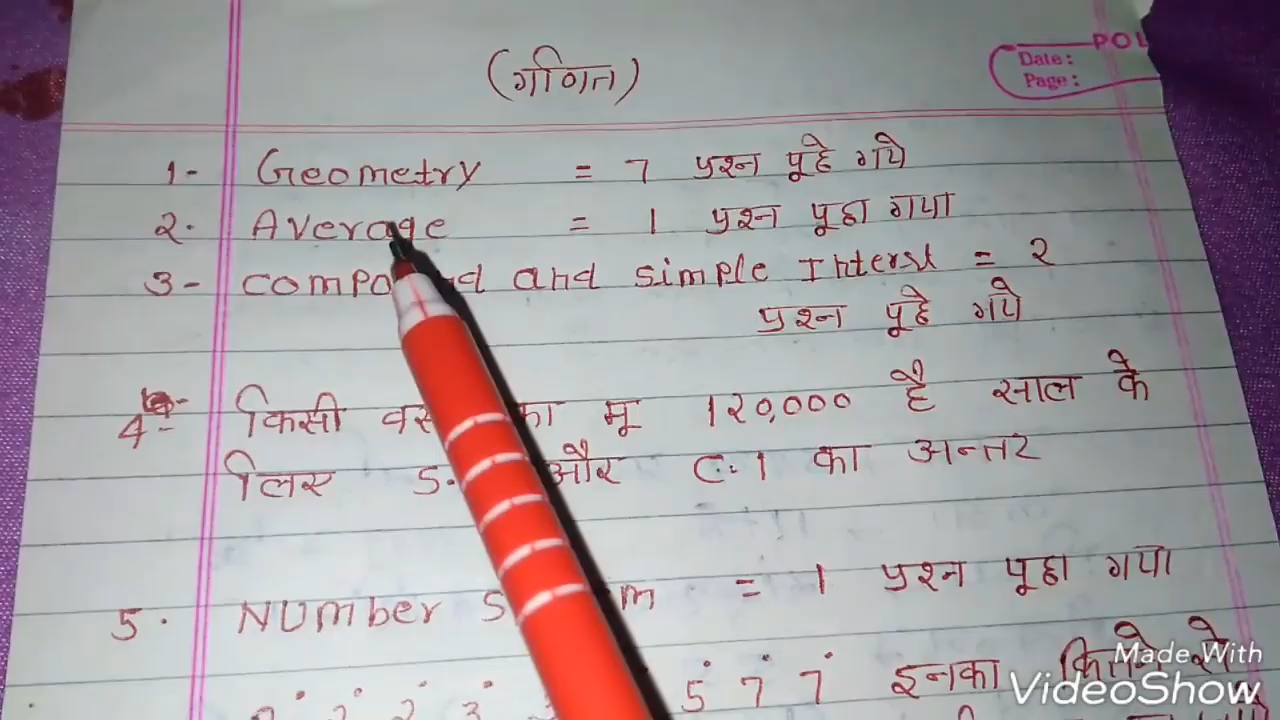 (गणित)
POL
Date:
Page:
1- Geometry = 7 प्रश्न पूछे गये
2. Average = 1 प्रश्न पूछा गया
3- and simple Interst = 2
प्रश्न पूछे गये
4- किसी का मू 120,000 है साल के
लिए और C.I का अन्तर
5. Number = 1 प्रश्न पूछा गया
5 7 7 इनका
Made With
VideoShow